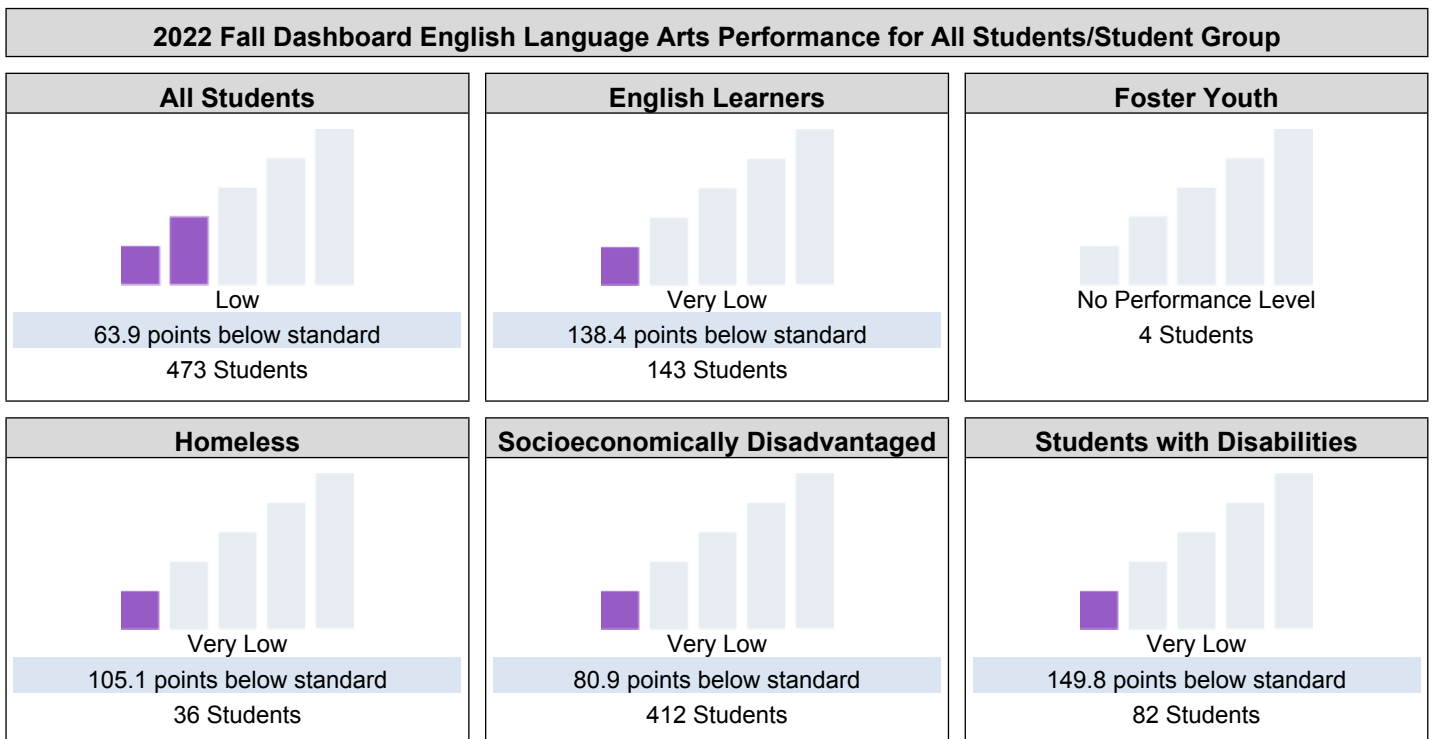 2022 Fall Dashboard English Language Arts Performance for All Students/Student Group
All Students
Low
63.9 points below standard
473 Students
English Learners
Very Low
138.4 points below standard
143 Students
Foster Youth
No Performance Level
4 Students
Homeless
Very Low
105.1 points below standard
36 Students
Socioeconomically Disadvantaged
Very Low
80.9 points below standard
412 Students
Students with Disabilities
Very Low
149.8 points below standard
82 Students